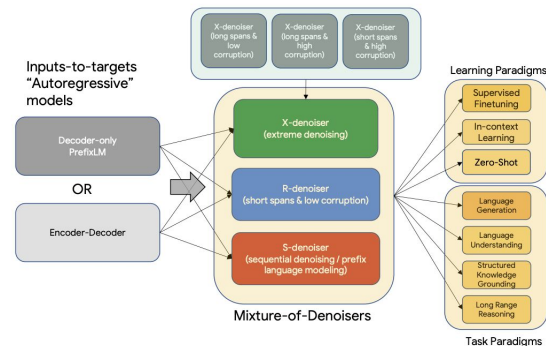 X-denoiser
(long spans &
low
corruption)
X-denoiser
(long spans &
high
corruption)
X-denoiser
(short spans
& high
corruption)
Inputs-to-targets
“Autoregressive”
models
Decoder-only
PrefixLM
OR
Encoder-Decoder
X-denoiser
(extreme denoising)
R-denoiser
(short spans & low corruption)
S-denoiser
(sequential denoising / prefix
language modeling)
Mixture-of-Denoisers
Learning Paradigms
Supervised
Finetuning
In-context
Learning
Zero-Shot
Language
Generation
Language
Understanding
Structured
Knowledge
Grounding
Long Range
Reasoning
Task Paradigms